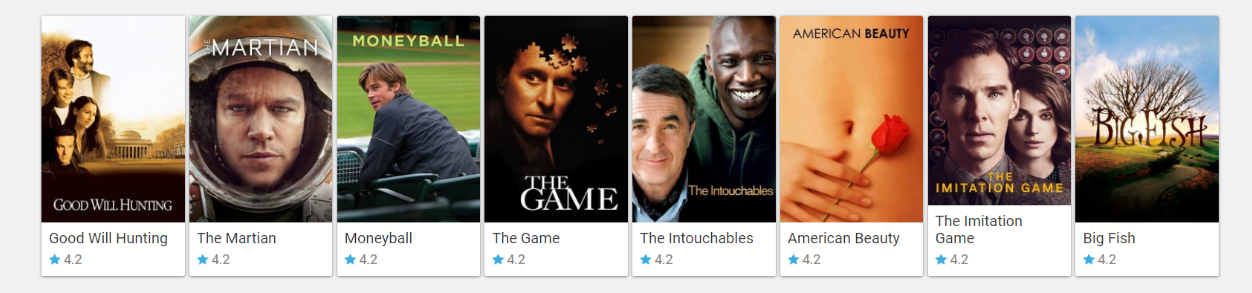 GOOD WILL HUNTING
Good Will Hunting
4.2
THE MARTIAN
The Martian
4.2
MONEYBALL
Moneyball
4.2
THE
GAME
The Game
4.2
The Intouchables
The Intouchables
4.2
AMERICAN BEAUTY
American Beauty
4.2
THE
IMITATION GAME
The Imitation
Game
4.2
BIG FISH
Big Fish
4.2